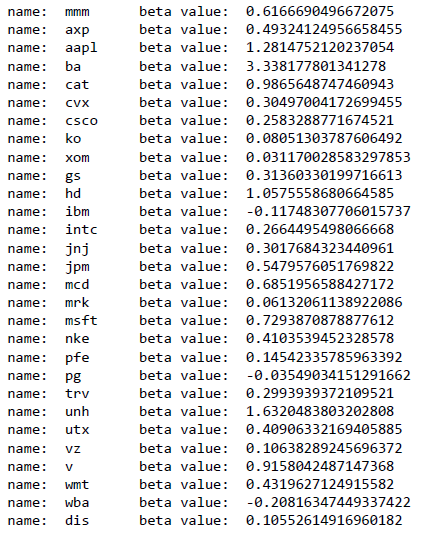 name:  mmm     beta value:  0.6166690496672075
name:  axp     beta value:  0.49324124956658455
name:  aapl    beta value:  1.2814752120237054
name:  ba      beta value:  3.338177801341278
name:  cat     beta value:  0.9865648747460943
name:  cvx     beta value:  0.30497004172699455
name:  csco    beta value:  0.2583288771674521
name:  ko      beta value:  0.08051303787606492
name:  xom     beta value:  0.031170028583297853
name:  gs      beta value:  0.31360330199716613
name:  hd      beta value:  1.0575558680664585
name:  ibm     beta value:  -0.11748307706015737
name:  intc    beta value:  0.2664495498066668
name:  jnj     beta value:  0.3017684323440961
name:  jpm     beta value:  0.5479576051769822
name:  mcd     beta value:  0.6851956588427172
name:  mrk     beta value:  0.06132061138922086
name:  msft    beta value:  0.7293870878877612
name:  nke     beta value:  0.4103539452328578
name:  pfe     beta value:  0.14542335785963392
name:  pg      beta value:  -0.03549034151291662
name:  trv     beta value:  0.2993939372109521
name:  unh     beta value:  1.6320483803202808
name:  utx     beta value:  0.40906332169405885
name:  vz      beta value:  0.10638289245696372
name:  v       beta value:  0.9158042487147368
name:  wmt     beta value:  0.4319627124915582
name:  wba     beta value:  -0.20816347449337422
name:  dis     beta value:  0.10552614916960182